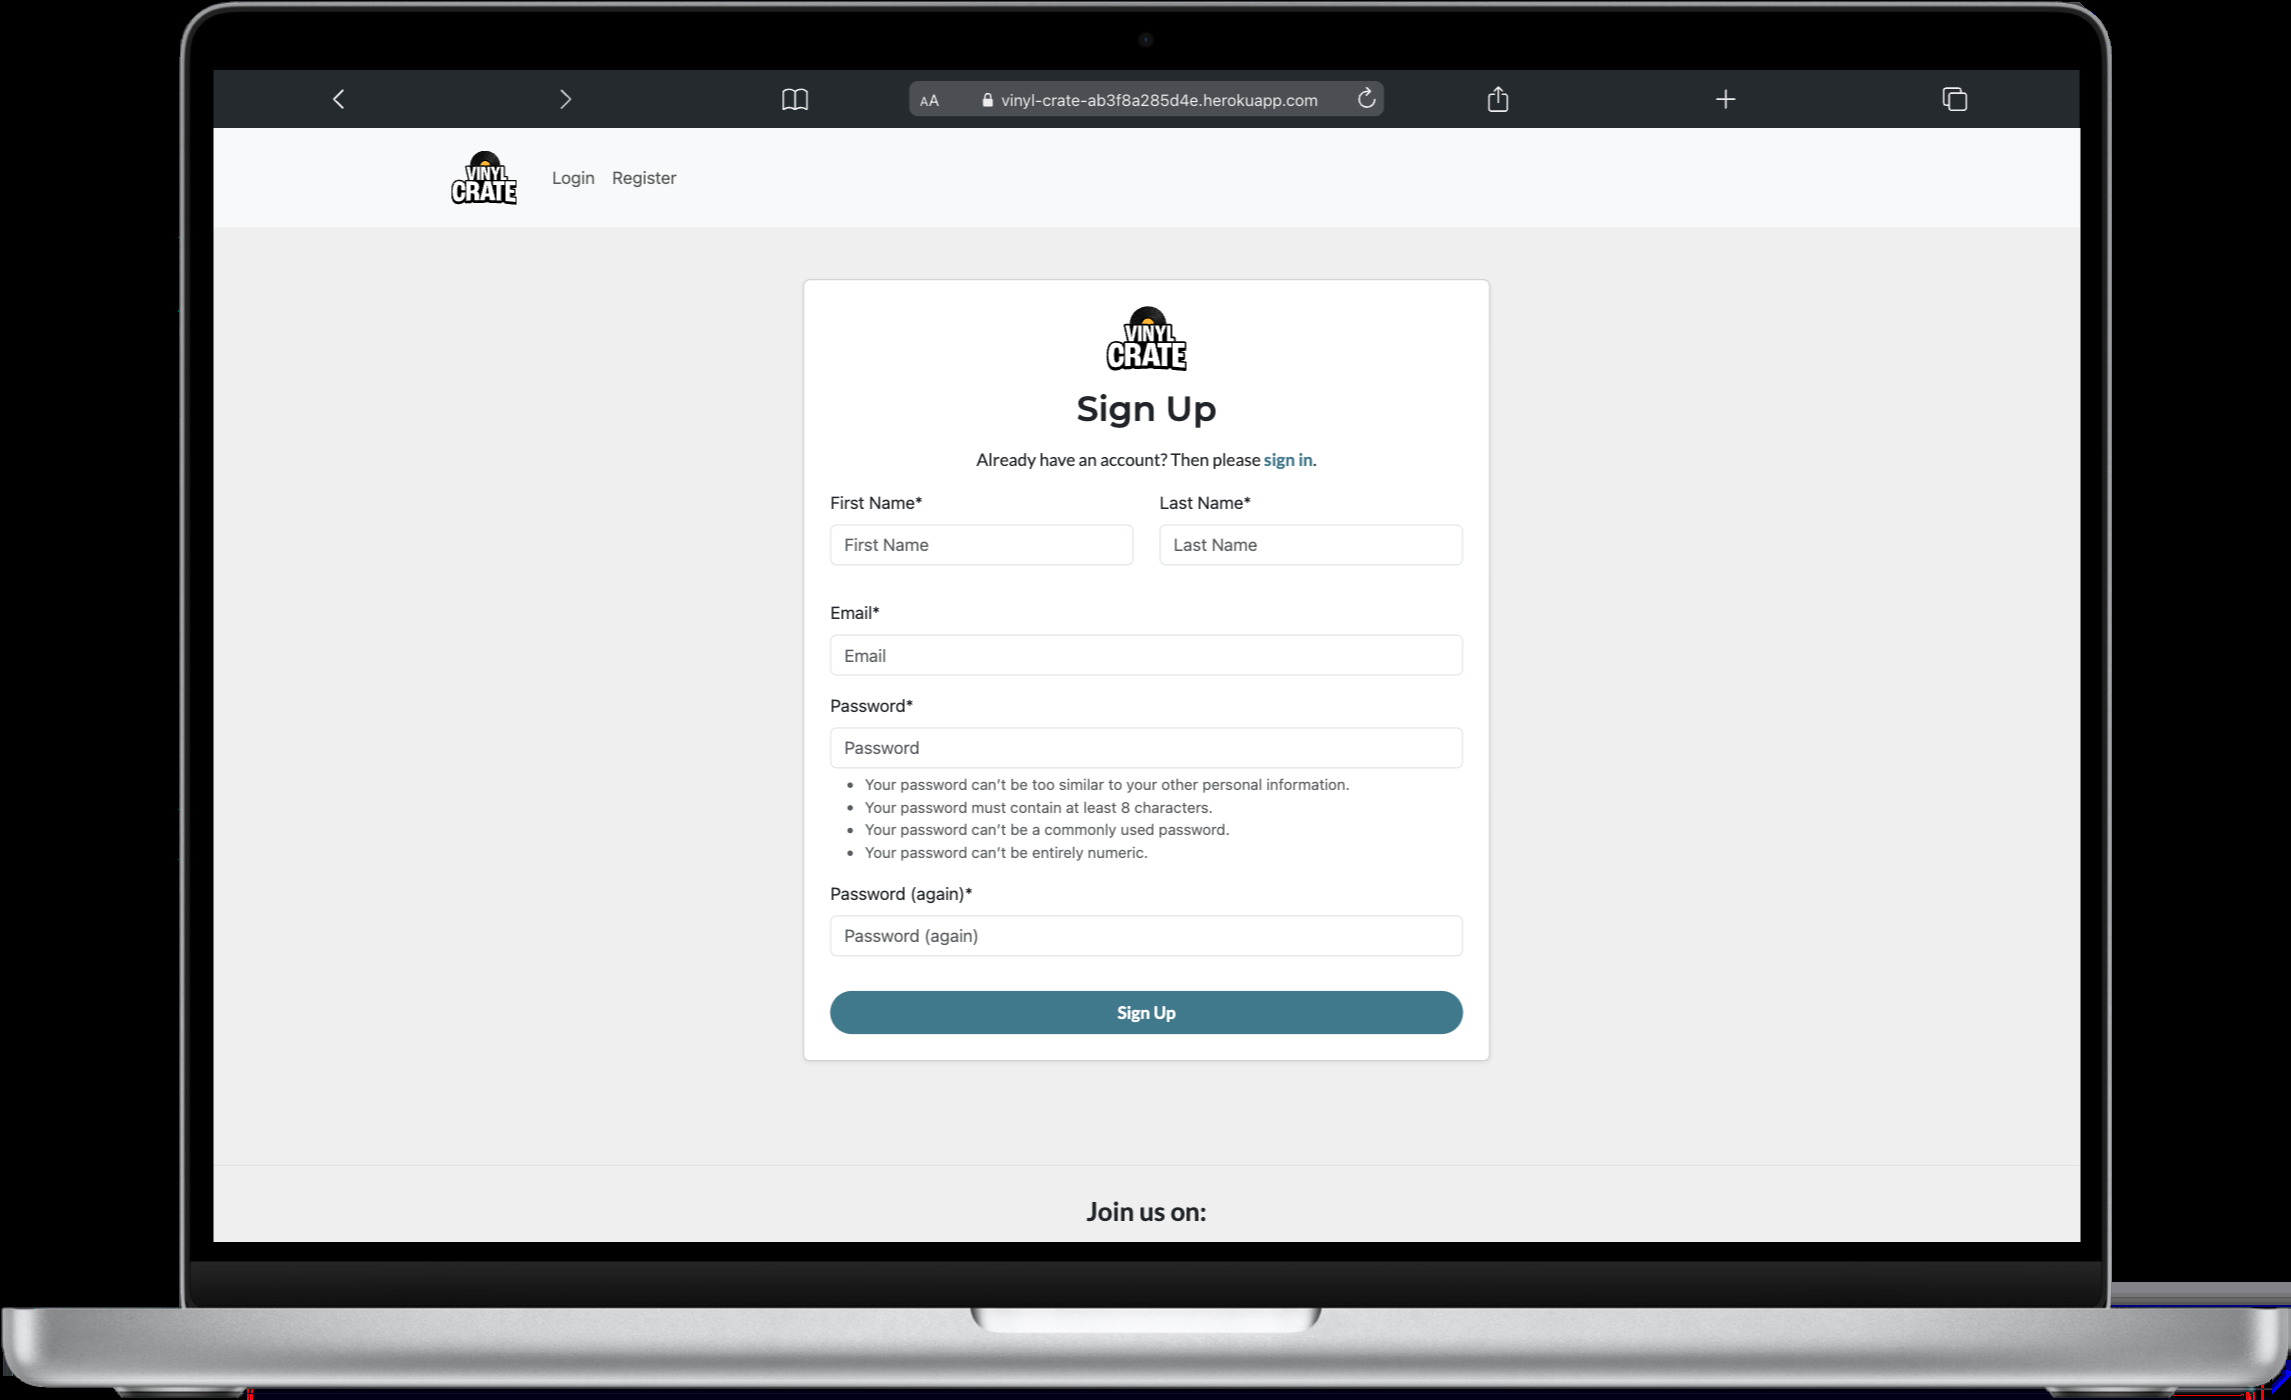 AA vinyl-crate-ab3f8a285d4e.herokuapp.com
VINYL
CRATE
Login Register
VINYL
CRATE
Sign Up
Already have an account? Then please sign in.
First Name* Last Name*
First Name Last Name
Email*
Email
Password*
Password
• Your password can’t be too similar to your other personal information.
• Your password must contain at least 8 characters.
• Your password can’t be a commonly used password.
• Your password can’t be entirely numeric.
Password (again)*
Password (again)
Sign Up
Join us on: